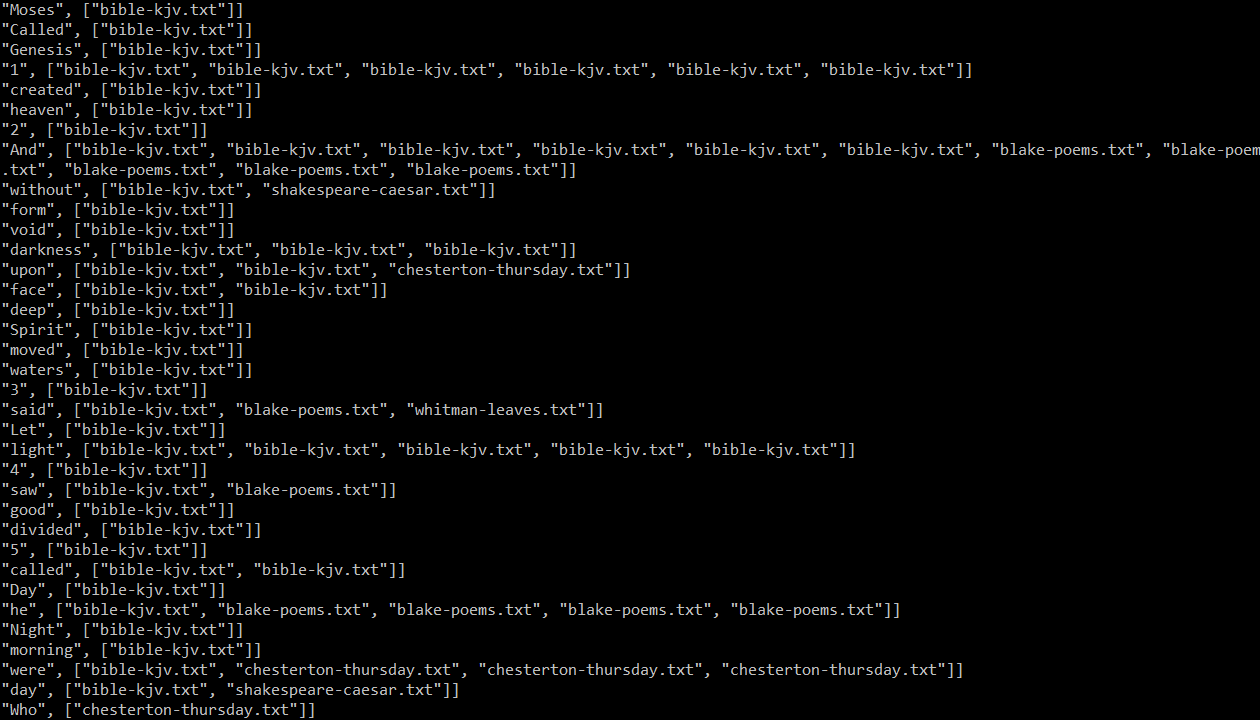 "Moses", ["bible-kjv.txt"]]
"Called", ["bible-kjv.txt"]]
"Genesis", ["bible-kjv.txt"]]
"1", ["bible-kjv.txt", "bible-kjv.txt", "bible-kjv.txt", "bible-kjv.txt", "bible-kjv.txt", "bible-kjv.txt"]]
"created", ["bible-kjv.txt"]]
"heaven", ["bible-kjv.txt"]]
"2", ["bible-kjv.txt"]]
"And", ["bible-kjv.txt", "bible-kjv.txt", "bible-kjv.txt", "bible-kjv.txt", "bible-kjv.txt", "bible-kjv.txt", "blake-poems.txt", "blake-poem
.txt", "blake-poems.txt", "blake-poems.txt", "blake-poems.txt"]]
"without", ["bible-kjv.txt", "shakespeare-caesar.txt"]]
"form", ["bible-kjv.txt"]]
"void", ["bible-kjv.txt"]]
"darkness", ["bible-kjv.txt", "bible-kjv.txt", "bible-kjv.txt"]]
"upon", ["bible-kjv.txt", "bible-kjv.txt", "chesterton-thursday.txt"]]
"face", ["bible-kjv.txt", "bible-kjv.txt"]]
"deep", ["bible-kjv.txt"]]
"Spirit", ["bible-kjv.txt"]]
"moved", ["bible-kjv.txt"]]
"waters", ["bible-kjv.txt"]]
"3", ["bible-kjv.txt"]]
"said", ["bible-kjv.txt", "blake-poems.txt", "whitman-leaves.txt"]]
"Let", ["bible-kjv.txt"]]
"light", ["bible-kjv.txt", "bible-kjv.txt", "bible-kjv.txt", "bible-kjv.txt", "bible-kjv.txt"]]
"4", ["bible-kjv.txt"]]
"saw", ["bible-kjv.txt", "blake-poems.txt"]]
"good", ["bible-kjv.txt"]]
"divided", ["bible-kjv.txt"]]
"5", ["bible-kjv.txt"]]
"called", ["bible-kjv.txt", "bible-kjv.txt"]]
"Day", ["bible-kjv.txt"]]
"he", ["bible-kjv.txt", "blake-poems.txt", "blake-poems.txt", "blake-poems.txt", "blake-poems.txt"]]
"Night", ["bible-kjv.txt"]]
"morning", ["bible-kjv.txt"]]
"were", ["bible-kjv.txt", "chesterton-thursday.txt", "chesterton-thursday.txt", "chesterton-thursday.txt"]]
"day", ["bible-kjv.txt", "shakespeare-caesar.txt"]]
"Who", ["chesterton-thursday.txt"]]